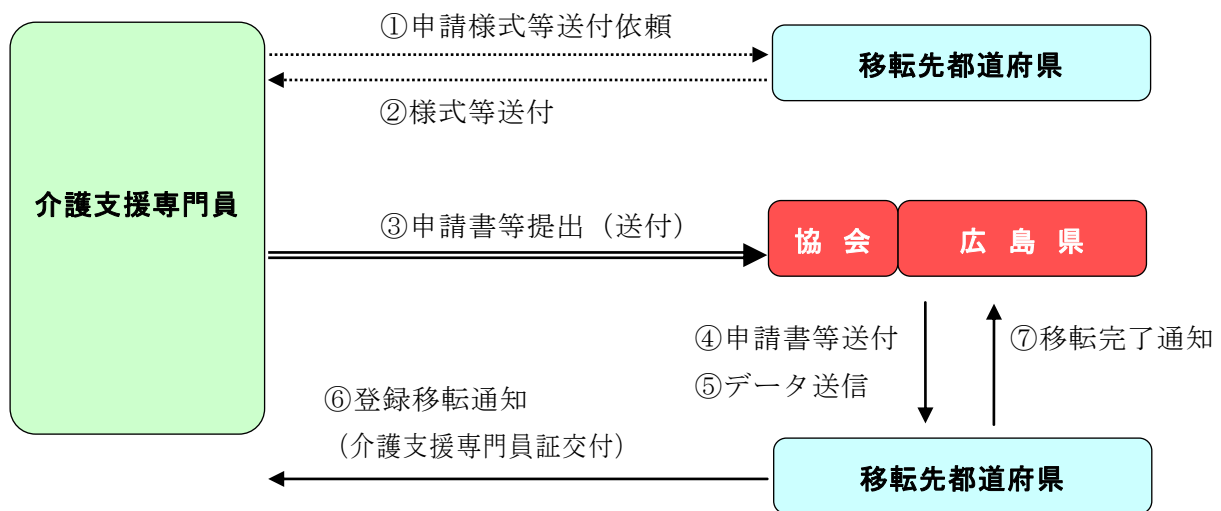 ①申請様式等送付依頼
移転先都道府県
②様式等送付
介護支援専門員
③申請書等提出（送付）
協 会
広 島 県
④申請書等送付
⑦移転完了通知
⑤データ送信
⑥登録移転通知
（介護支援専門員証交付）
移転先都道府県